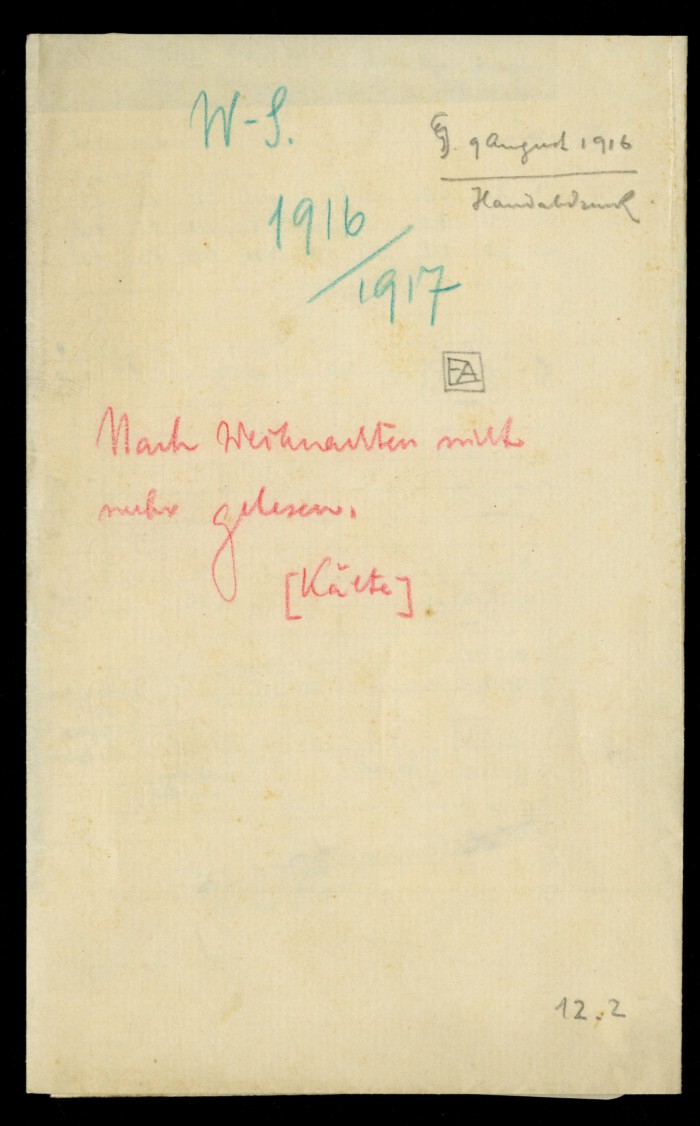 W-S.
9 August 1916
Handabdruck
1916
/1917
EA
Nach Weihnachten nicht
mehr gelesen.
[Kälte]
12.2